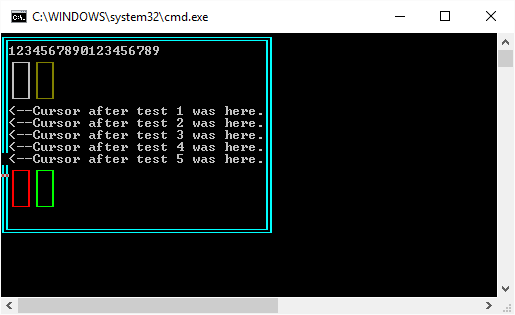 C:\WINDOWS\system32\cmd.exe
1234567890123456789
<--Cursor after test 1 was here.
<--Cursor after test 2 was here.
<--Cursor after test 3 was here.
<--Cursor after test 4 was here.
<--Cursor after test 5 was here.